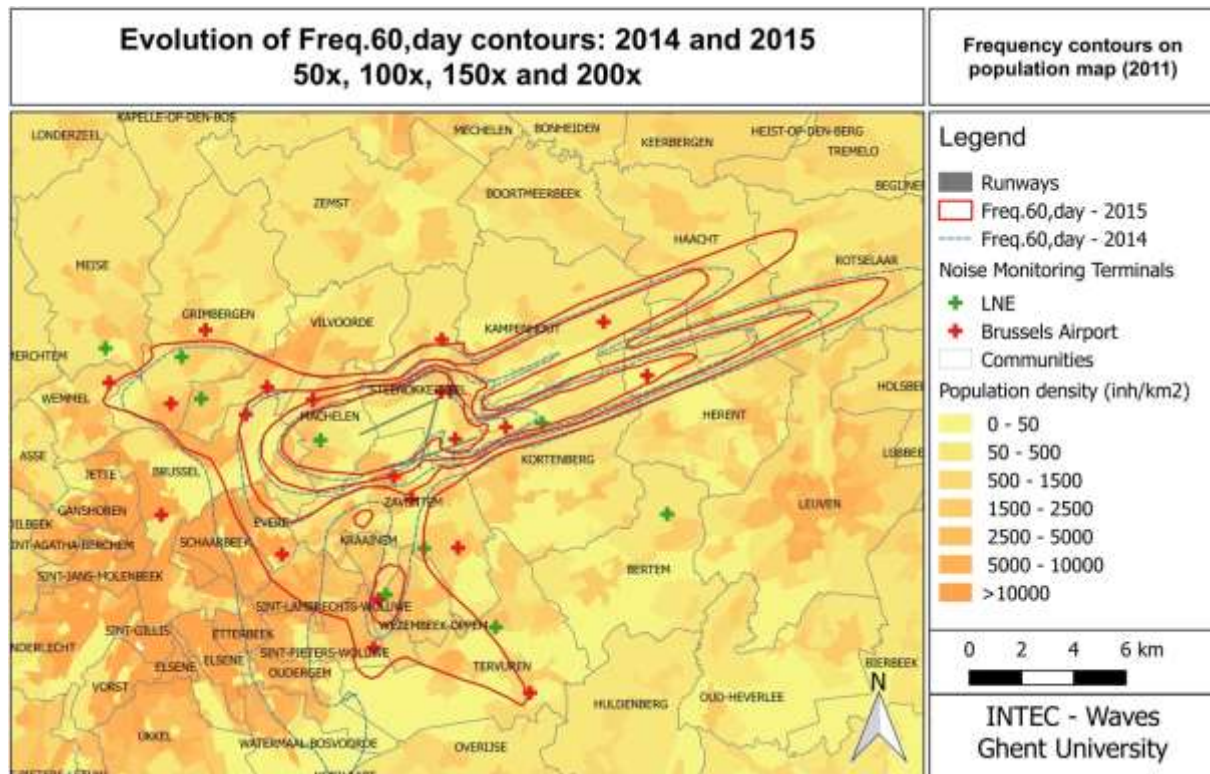 Evolution of Freq.60,day contours: 2014 and 2015
50x, 100x, 150x and 200x
Frequency contours on
population map (2011)
KAPELLE-OP-DEN-BOS
LONDERZEEL
MECHELEN
BONHEIDEN
KEERBERGEN
HEIST-OP-DEN-BERG
TREMELO
BOORTMEERBEEK
ZEMST
HAACHT
MEISE
ROTSELAAR
GRIMBERGEN
VILVOORDE
KAMPENHOUT
WEMMEL
MACHELEN
HERENT
ASSE
JETTE
BRUSSEL
KORTENBERG
ZAVENTEM
LEUVEN
GANSHOREN
EVERE
SCHAARBEEK
KRAAINEM
BERTEM
SINT-JANS-MOLENBEEK
SINT-LAMBRECHTS-WOLUWE
WEZEMBEEK-OPPEM
SINT-GILLIS
ETTERBEEK
ELSENE
ELSENE
SINT-PIETERS-WOLUWE
OUDERGEM
TERVUREN
BIERBEEK
VORST
HULDENBERG
OUD-HEVERLEE
UKKEL
WATERMAAL-BOSVOORDE
OVERIJSE
N
Legend
Runways
Freq.60,day - 2015
Freq.60,day - 2014
Noise Monitoring Terminals
LNE
Brussels Airport
Communities
Population density (inh/km2)
0 - 50
50 - 500
500 - 1500
1500 - 2500
2500 - 5000
5000 - 10000
>10000
0 2 4 6 km
INTEC - Waves
Ghent University